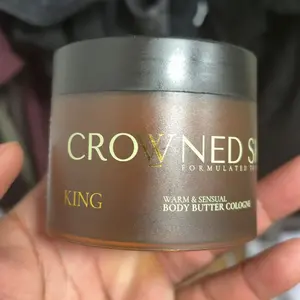 CROWNED
FORMULATED
KING
WARM & SENSUAL
BODY BUTTER COLOGNE